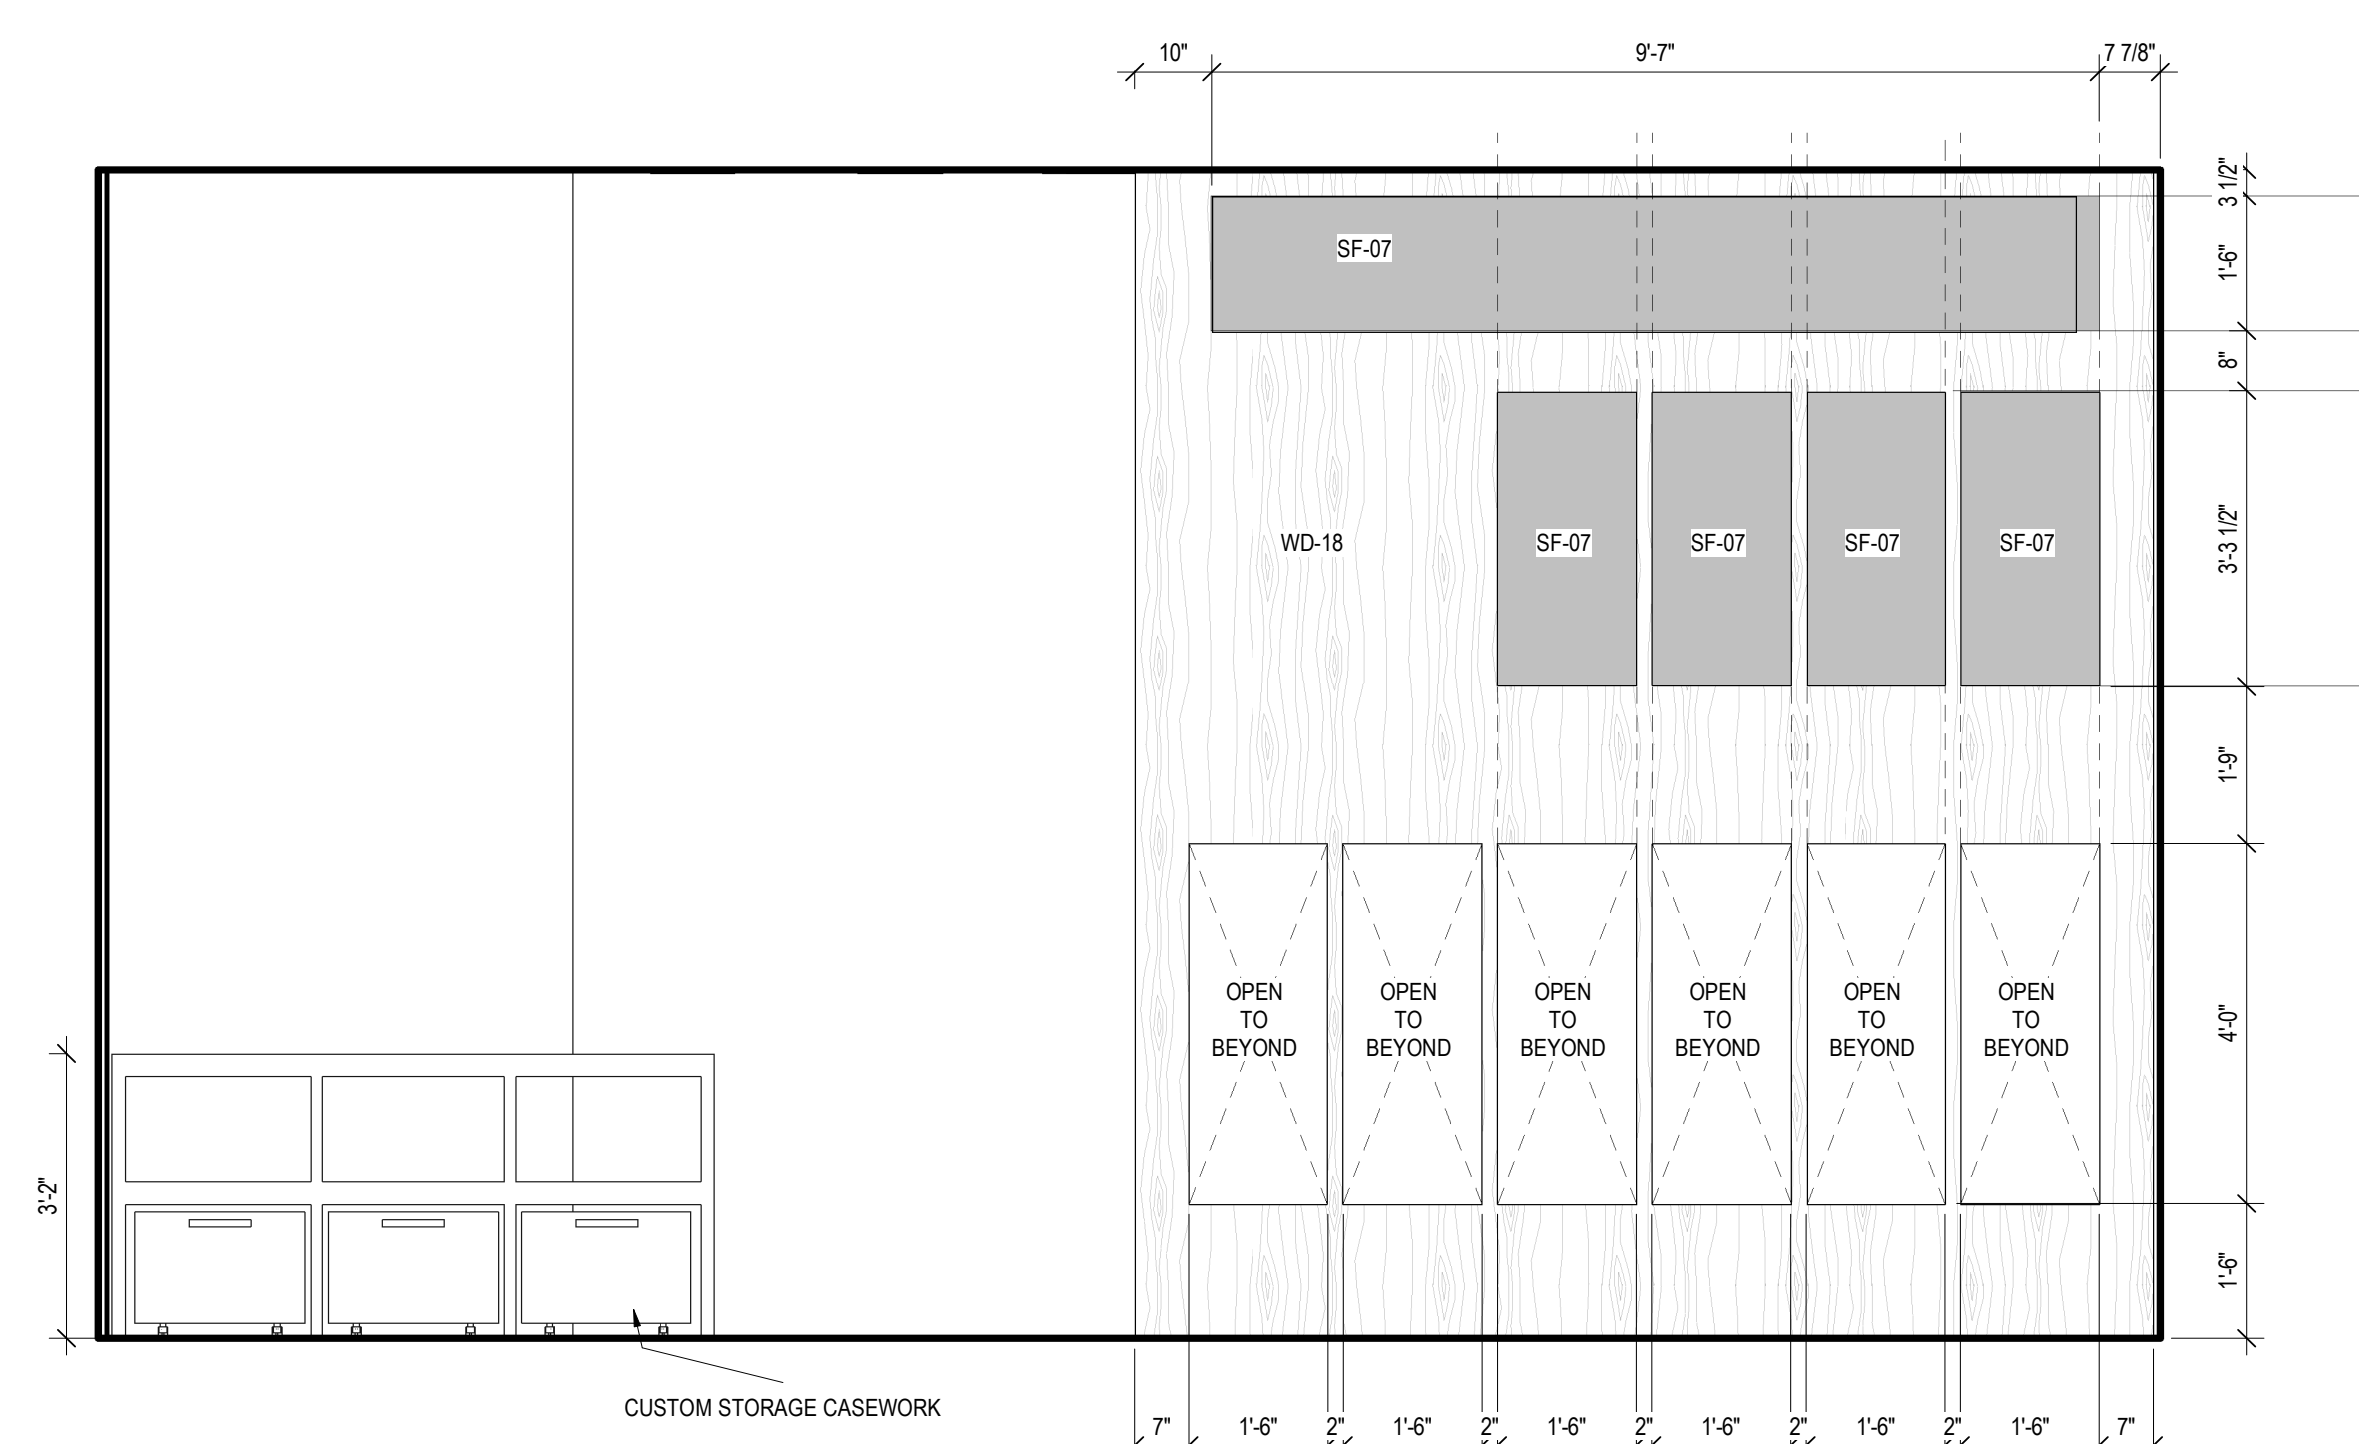 10"
9'-7"
7 7/8"
3 1/2"
SF-07
1'-6"
8"
WD-18
SF-07
SF-07
SF-07
SF-07
3'-3 1/2"
1'-9"
OPEN
TO
BEYOND
OPEN
TO
BEYOND
OPEN
TO
BEYOND
OPEN
TO
BEYOND
OPEN
TO
BEYOND
OPEN
TO
BEYOND
4'-0"
3'-2"
1'-6"
CUSTOM STORAGE CASEWORK
7"
1'-6"
2"
1'-6"
2"
1'-6"
2"
1'-6"
2"
1'-6"
2"
1'-6"
7"